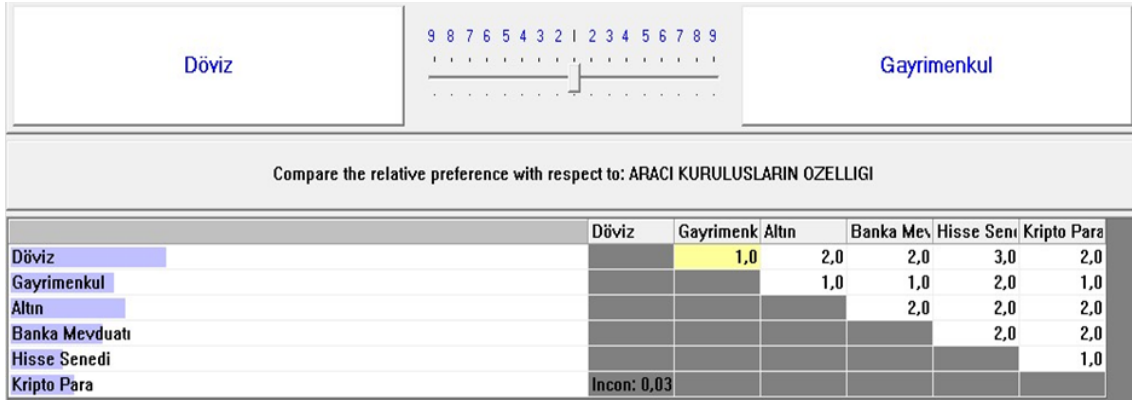 Döviz
9 8 7 6 5 4 3 2 1 2 3 4 5 6 7 8 9
Gayrimenkul
Compare the relative preference with respect to: ARACI KURULUSLARIN OZELLIGI
Döviz Gayrimenk Altın Banka Mev Hisse Sene Kripto Para
Döviz 1,0 2,0 2,0 3,0 2,0
Gayrimenkul 1,0 1,0 2,0 1,0
Altın 2,0 2,0 2,0
Banka Mevduatı 2,0 2,0
Hisse Senedi 1,0
Kripto Para Incon: 0,03